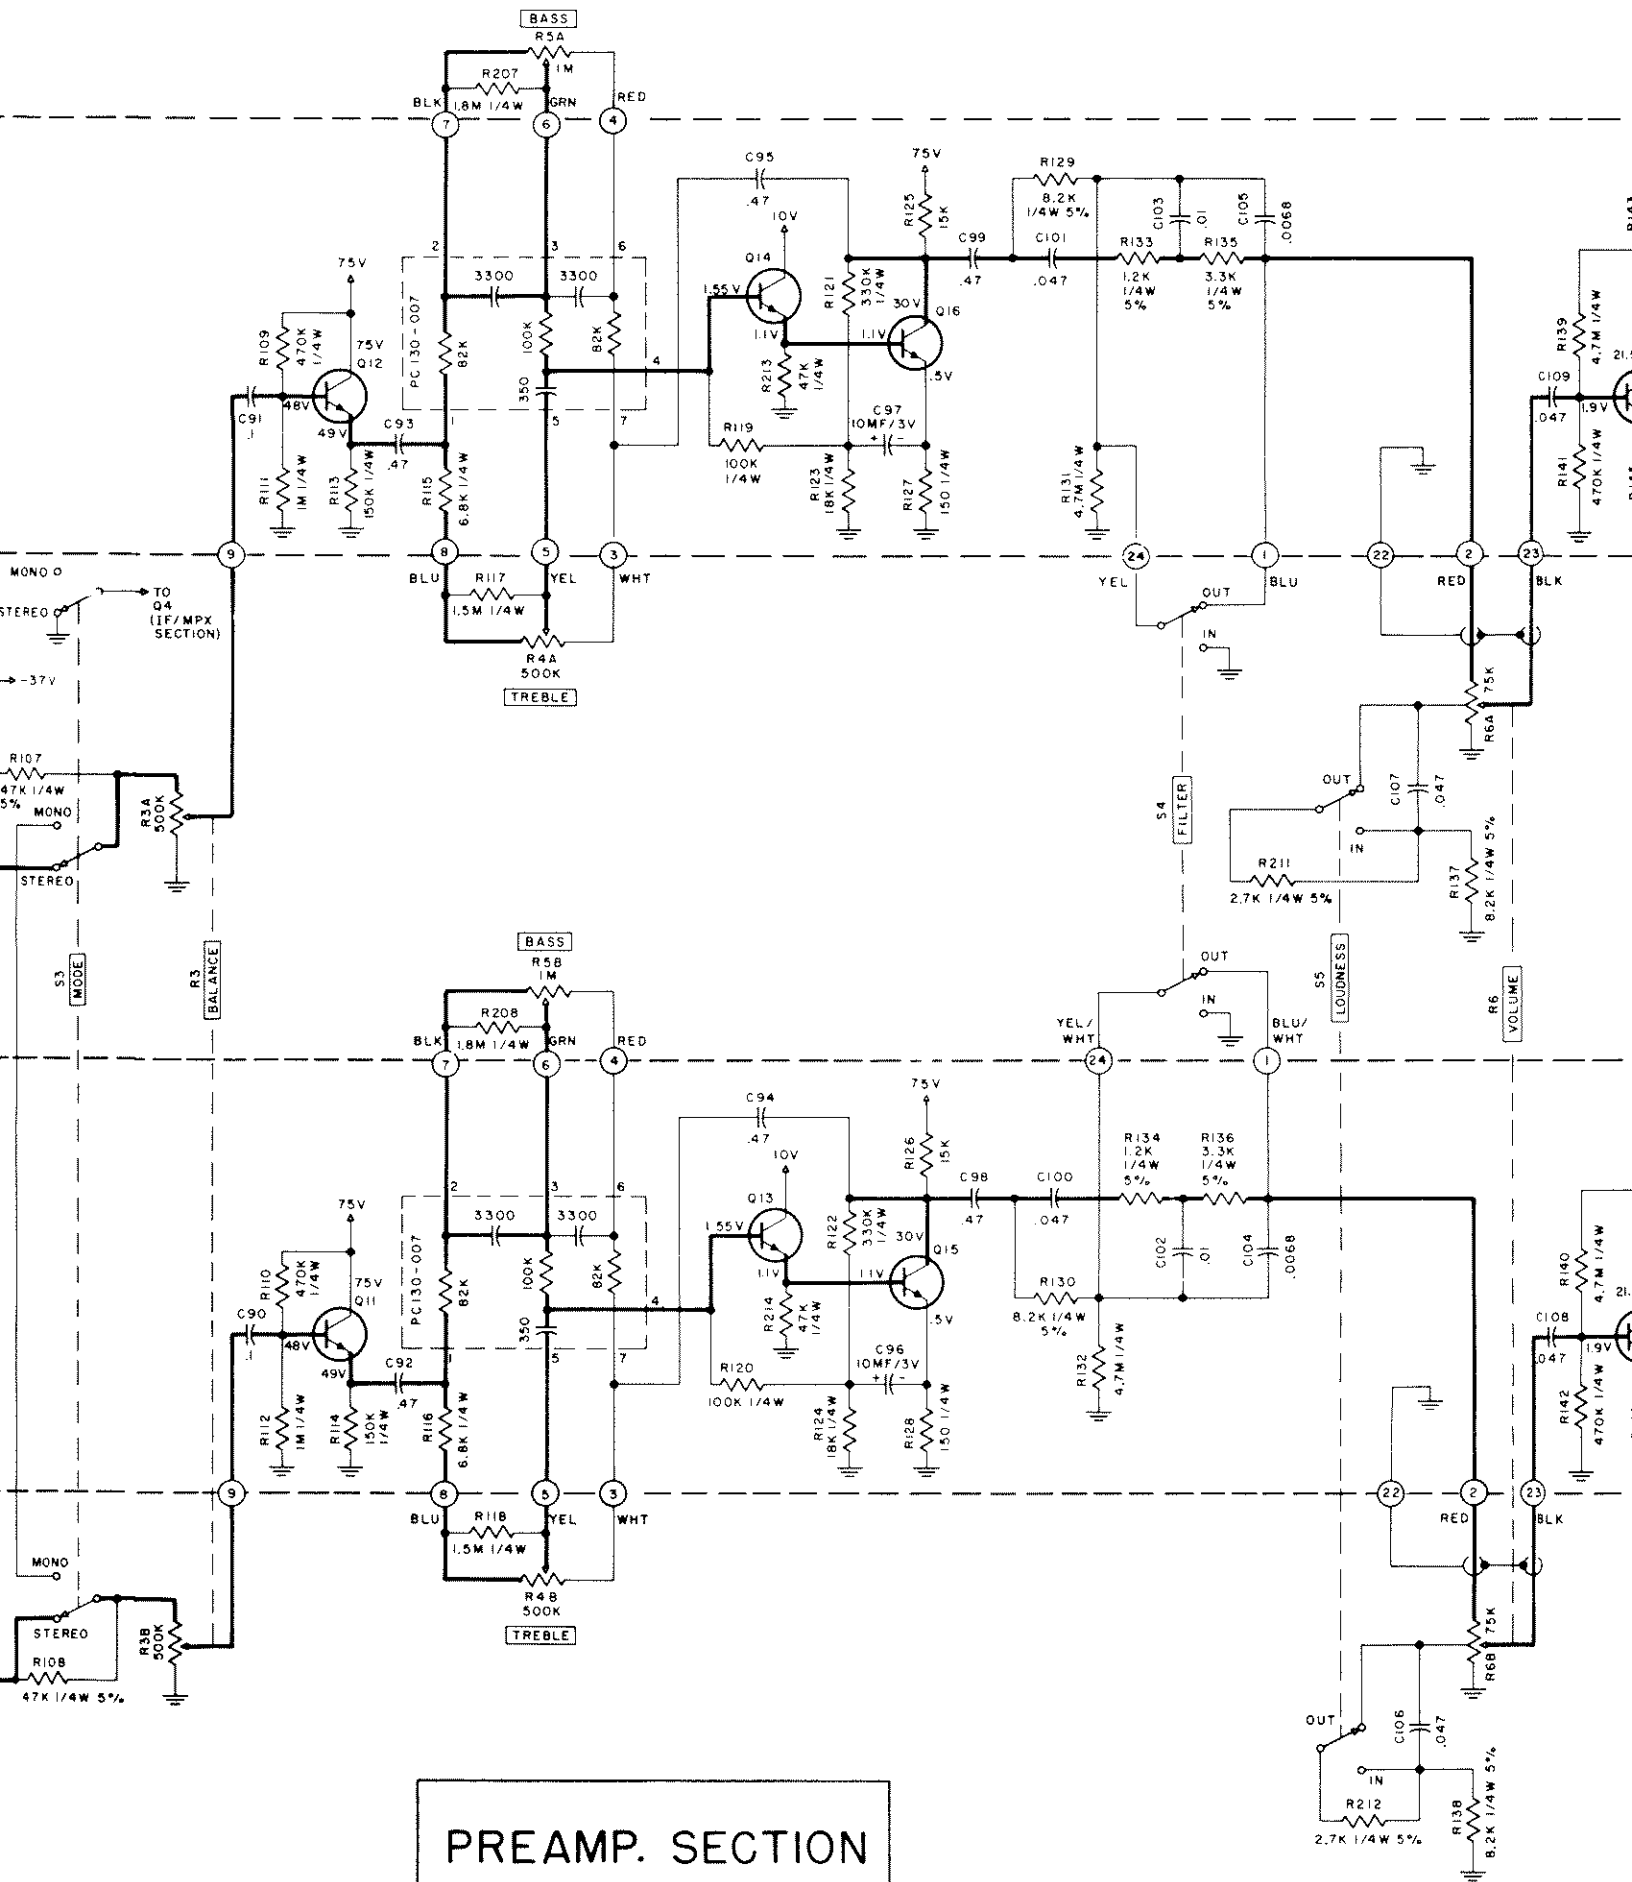 BASS
R5A
1M
R207
1.8M 1/4W
BLK
GRN
RED
7
6
4
C95
.47
75V
R125
15K
R129
8.2K
1/4W 5%
C103
.01
C105
.0068
10V
Q14
C99
.47
C101
.047
R133
1.2K
1/4W
5%
R135
3.3K
1/4W
5%
2
3
6
75V
PC130-007
3300
3300
1.55V
R121
330K
1/4W
30V
Q16
R109
470K
1/4W
75V
Q12
82K
100K
82K
4
350
1.1V
1.1V
R213
47K
1/4W
.5V
R139
4.7M 1/4W
C109
.047
1.9V
C91
.1
48V
49V
C93
.47
1
5
7
R119
100K
1/4W
C97
10MF/3V
+ -
R111
1M 1/4W
R113
150K 1/4W
R115
6.8K 1/4W
R123
18K 1/4W
R127
150 1/4W
R131
4.7M 1/4W
R141
470K 1/4W
9
8
5
3
24
1
22
2
23
BLU
YEL
WHT
YEL
BLU
RED
BLK
MONO
STEREO
TO
Q4
(IF/MPX
SECTION)
R117
1.5M 1/4W
R4A
500K
TREBLE
OUT
IN
-37V
75K
R6A
R107
47K 1/4W
5%
MONO
STEREO
R3A
500K
S4
FILTER
OUT
IN
C107
.047
R211
2.7K 1/4W 5%
R137
8.2K 1/4W 5%
S3
MODE
R3
BALANCE
S5
LOUDNESS
R6
VOLUME
BASS
R5B
1M
R208
1.8M 1/4W
BLK
GRN
RED
7
6
4
OUT
IN
YEL/
WHT
BLU/
WHT
24
1
C94
.47
75V
R126
15K
10V
Q13
C98
.47
C100
.047
R134
1.2K
1/4W
5%
R136
3.3K
1/4W
5%
2
3
6
75V
PC130-007
3300
3300
1.55V
R122
330K
1/4W
30V
Q15
C102
.01
C104
.0068
R110
470K
1/4W
75V
Q11
82K
100K
82K
4
350
1.1V
1.1V
R214
47K
1/4W
.5V
R130
8.2K 1/4W
5%
R140
4.7M 1/4W
C108
.047
1.9V
C90
.1
48V
49V
C92
.47
1
5
7
R120
100K 1/4W
C96
10MF/3V
+ -
R132
4.7M 1/4W
R112
1M 1/4W
R114
150K
1/4W
R116
6.8K 1/4W
R124
18K 1/4W
R128
150 1/4W
R142
470K 1/4W
9
8
5
3
22
2
23
BLU
YEL
WHT
RED
BLK
R118
1.5M 1/4W
R4B
500K
TREBLE
MONO
STEREO
R108
47K 1/4W 5%
R3B
500K
75K
R6B
OUT
IN
C106
.047
R212
2.7K 1/4W 5%
R138
8.2K 1/4W 5%
PREAMP. SECTION